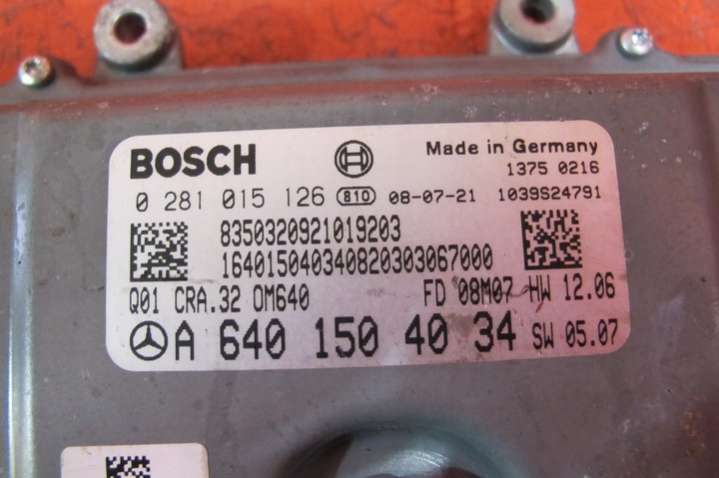 BOSCH Made in Germany
1375 0216
0 281 015 126 810 08-07-21 1039S24791
8350320921019203
16401504034082030306​7000
Q01 CRA.32 OM640 FD 08M07 HW 12.06
A 640 150 40 34 SW 05.07